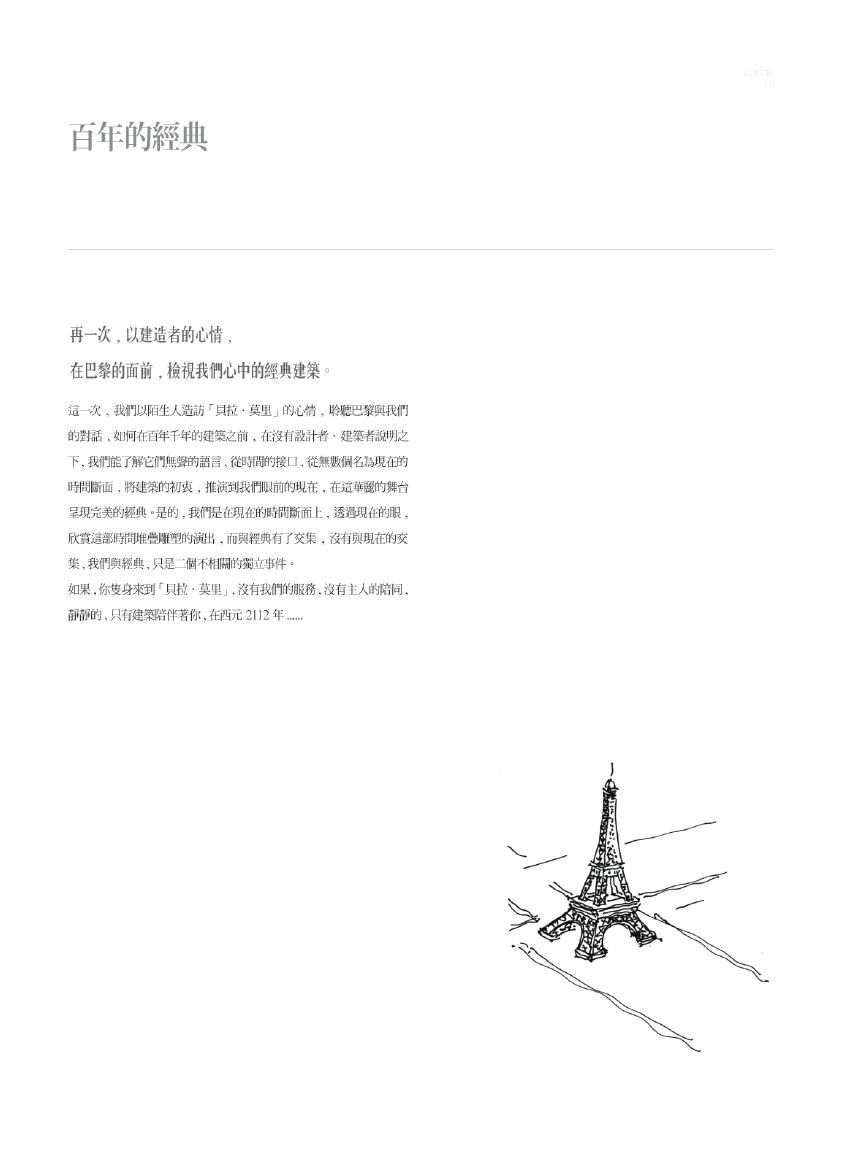 CLASSIC
10
百年的經典
再一次，以建造者的心情，
在巴黎的面前，檢視我們心中的經典建築。
這一次，我們以陌生人造訪「貝拉．莫里」的心情，聆聽巴黎與我們
的對話，如何在百年千年的建築之前，在沒有設計者、建築者說明之
下，我們能了解它們無聲的語言，從時間的接口，從無數個名為現在的
時間斷面，將建築的初衷，推演到我們眼前的現在，在這華麗的舞台
呈現完美的經典。是的，我們是在現在的時間斷面上，透過現在的眼，
欣賞這部時間堆疊雕塑的演出，而與經典有了交集，沒有與現在的交
集，我們與經典，只是二個不相關的獨立事件。
如果，你隻身來到「貝拉．莫里」，沒有我們的服務，沒有主人的陪同，
靜靜的，只有建築陪伴著你，在西元 2112 年 ......